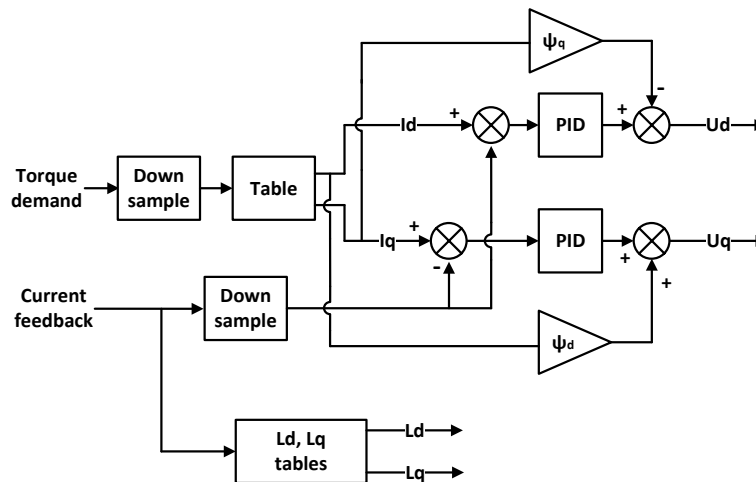 ψq
-
Id
+
PID
+
Ud
Torque
demand
Down
sample
Table
Iq
+
-
PID
+
Uq
+
Current
feedback
Down
sample
ψd
Ld, Lq
tables
Ld
Lq